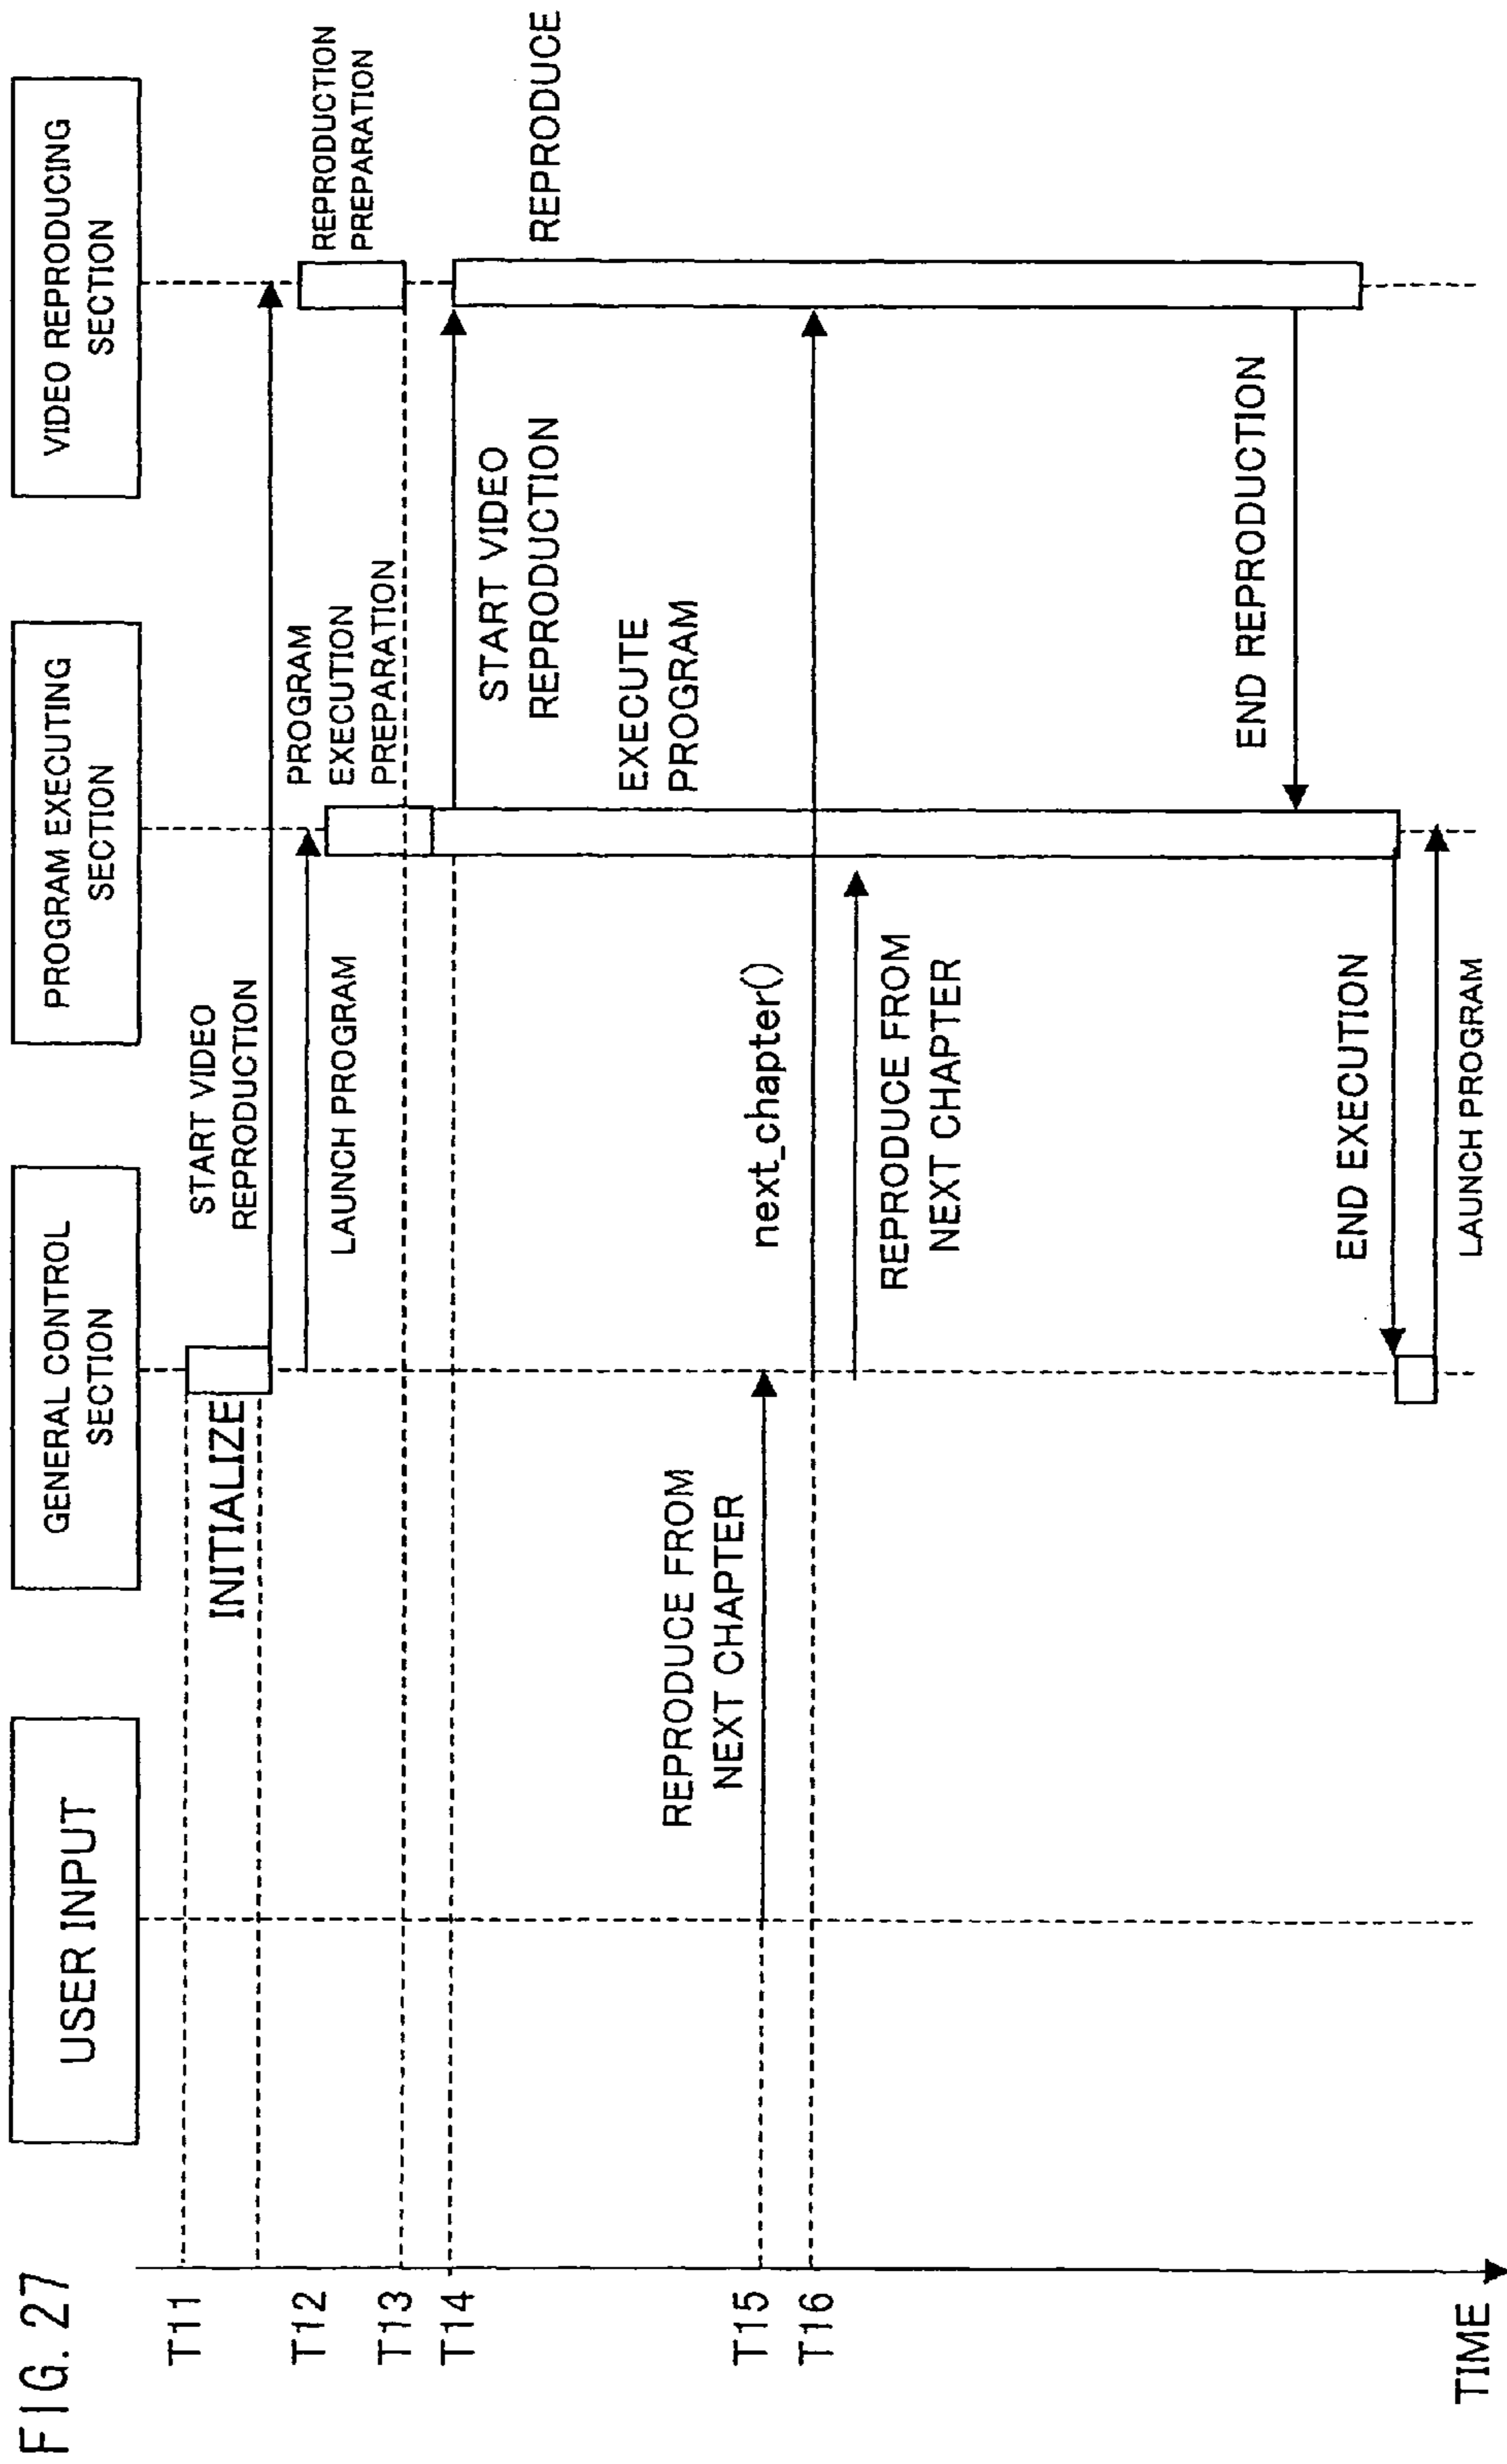 FIG. 27
USER INPUT
GENERAL CONTROL
SECTION
PROGRAM EXECUTING
SECTION
VIDEO REPRODUCING
SECTION
T11
INITIALIZE
START VIDEO
REPRODUCTION
T12
LAUNCH PROGRAM
PROGRAM
EXECUTION
PREPARATION
REPRODUCTION
PREPARATION
T13
T14
START VIDEO
REPRODUCTION
REPRODUCE
EXECUTE
PROGRAM
T15
REPRODUCE FROM
NEXT CHAPTER
T16
next_chapter()
REPRODUCE FROM
NEXT CHAPTER
END REPRODUCTION
END EXECUTION
LAUNCH PROGRAM
TIME